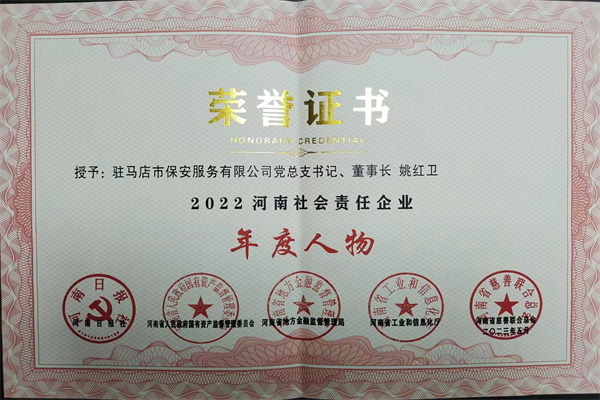 荣誉证书
HONORARY CREDENTIAL
授予：驻马店市保安服务有限公司党总支书记、董事长 姚红卫
2022河南社会责任企业
年度人物
河南日报社
河南省人民政府国有资产监督管理委员会
河南省地方金融监督管理局
河南省工业和信息化厅
河南省慈善联合总会
二〇二三年五月